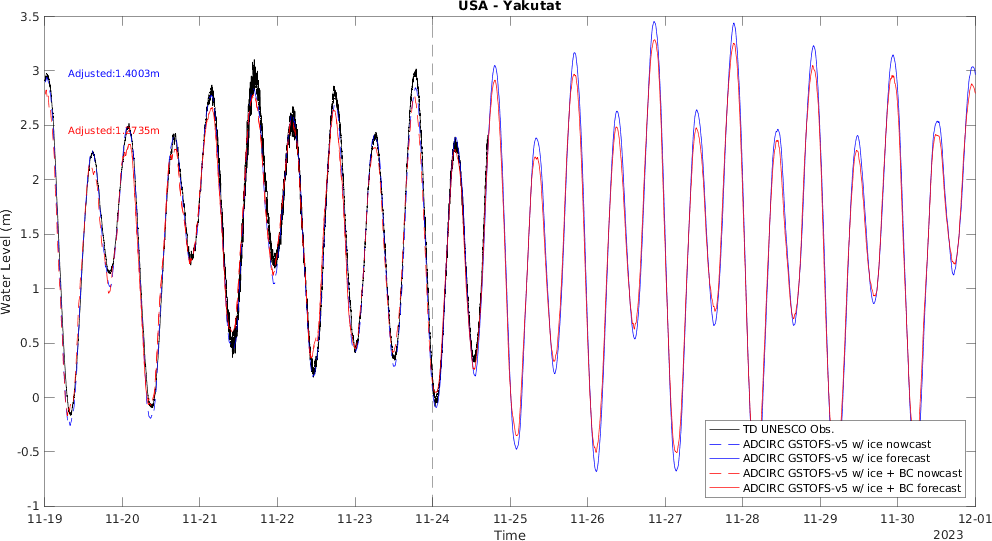 USA - Yakutat
3.5
3
2.5
2
1.5
1
0.5
0
-0.5
-1
Water Level (m)
Adjusted:1.4003m
TD UNESCO Obs.
ADCIRC GSTOFS-v5 w/ ice nowcast
ADCIRC GSTOFS-v5 w/ ice forecast
ADCIRC GSTOFS-v5 w/ ice + BC nowcast
ADCIRC GSTOFS-v5 w/ ice + BC forecast
11-19 11-20 11-21 11-22 11-23 11-24 11-25 11-26 11-27 11-28 11-29 11-30 12-01
Time
2023